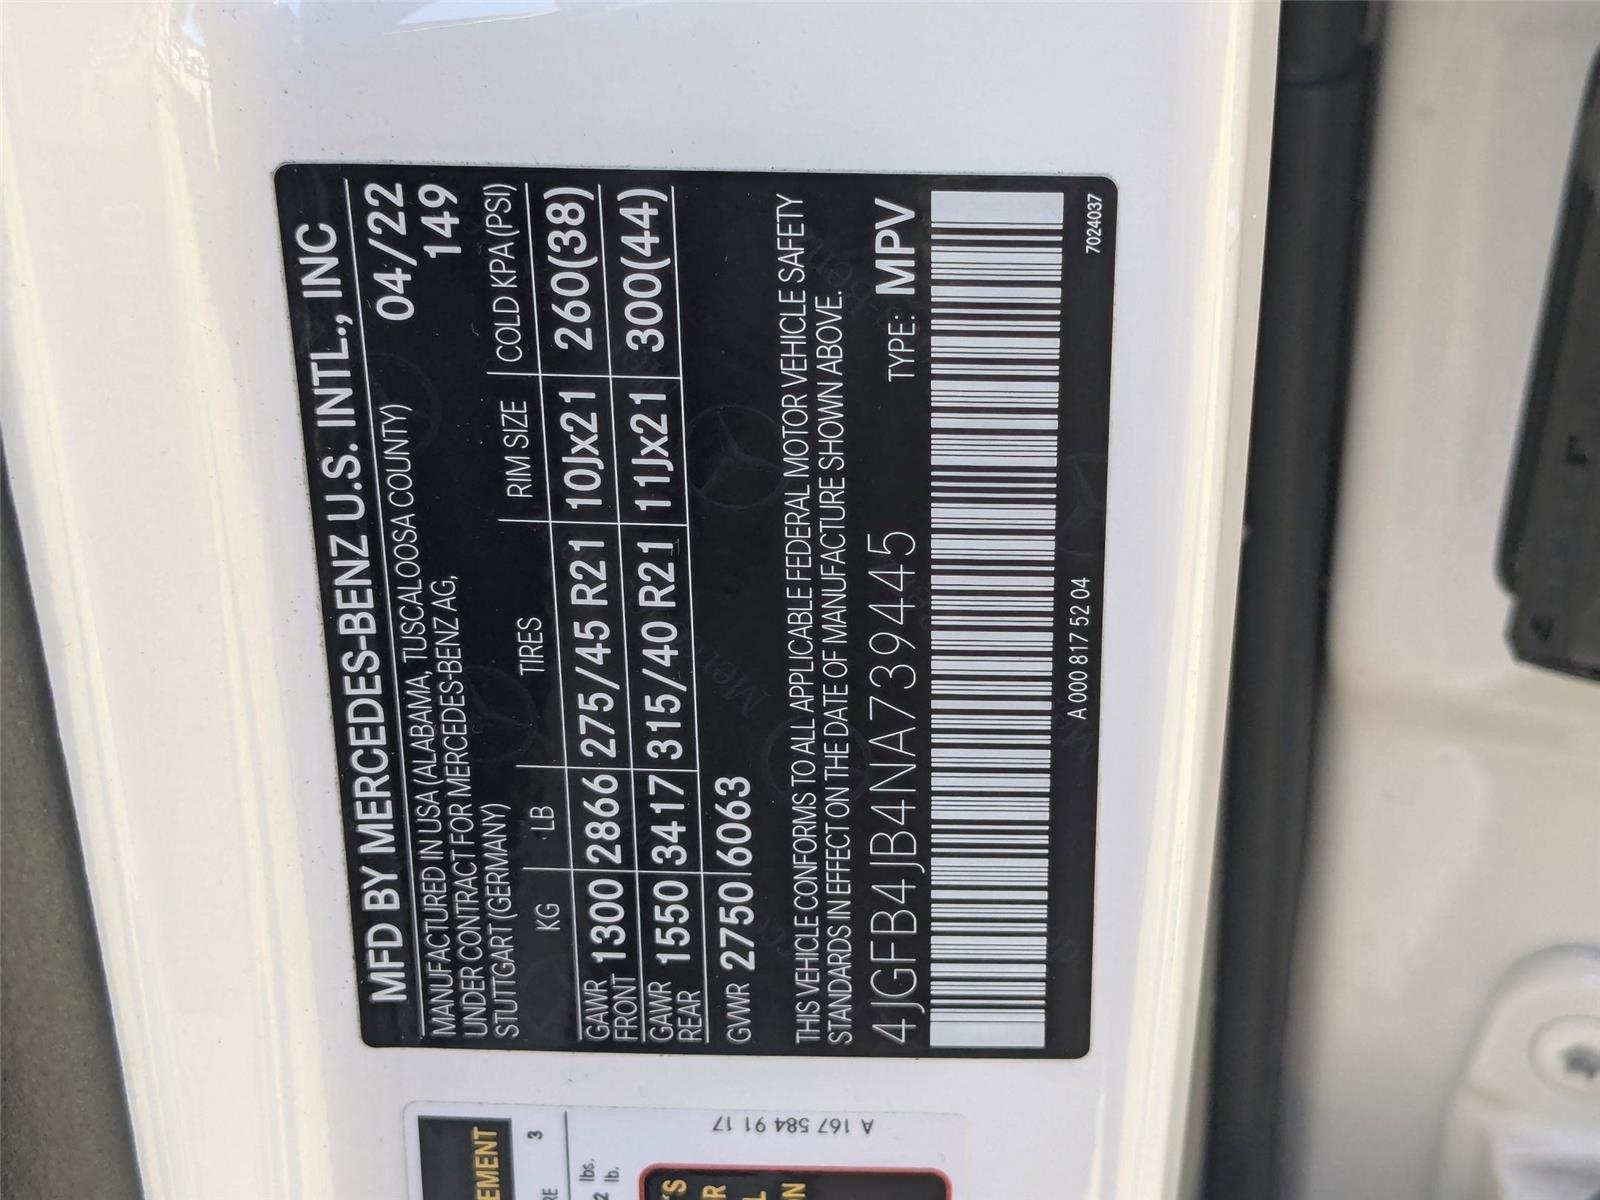 MFD BY MERCEDES-BENZ U.S. INTL., INC
MANUFACTURED IN USA (ALABAMA, TUSCALOOSA COUNTY) 04/22
UNDER CONTRACT FOR MERCEDES-BENZ AG, 149
STUTTGART (GERMANY)
KG LB TIRES RIM SIZE COLD KPA (PSI)
GAWR FRONT 1300 2866 275/45 R21 10Jx21 260(38)
GAWR REAR 1550 3417 315/40 R21 11Jx21 300(44)
GWWR 2750 6063
THIS VEHICLE CONFORMS TO ALL APPLICABLE FEDERAL MOTOR VEHICLE SAFETY
STANDARDS IN EFFECT ON THE DATE OF MANUFACTURE SHOWN ABOVE.
4JGFB4JB4NA739445 TYPE: MPV
A 000 817 52 04 7024037
A 167 584 91 17
3
lbs.
lb.